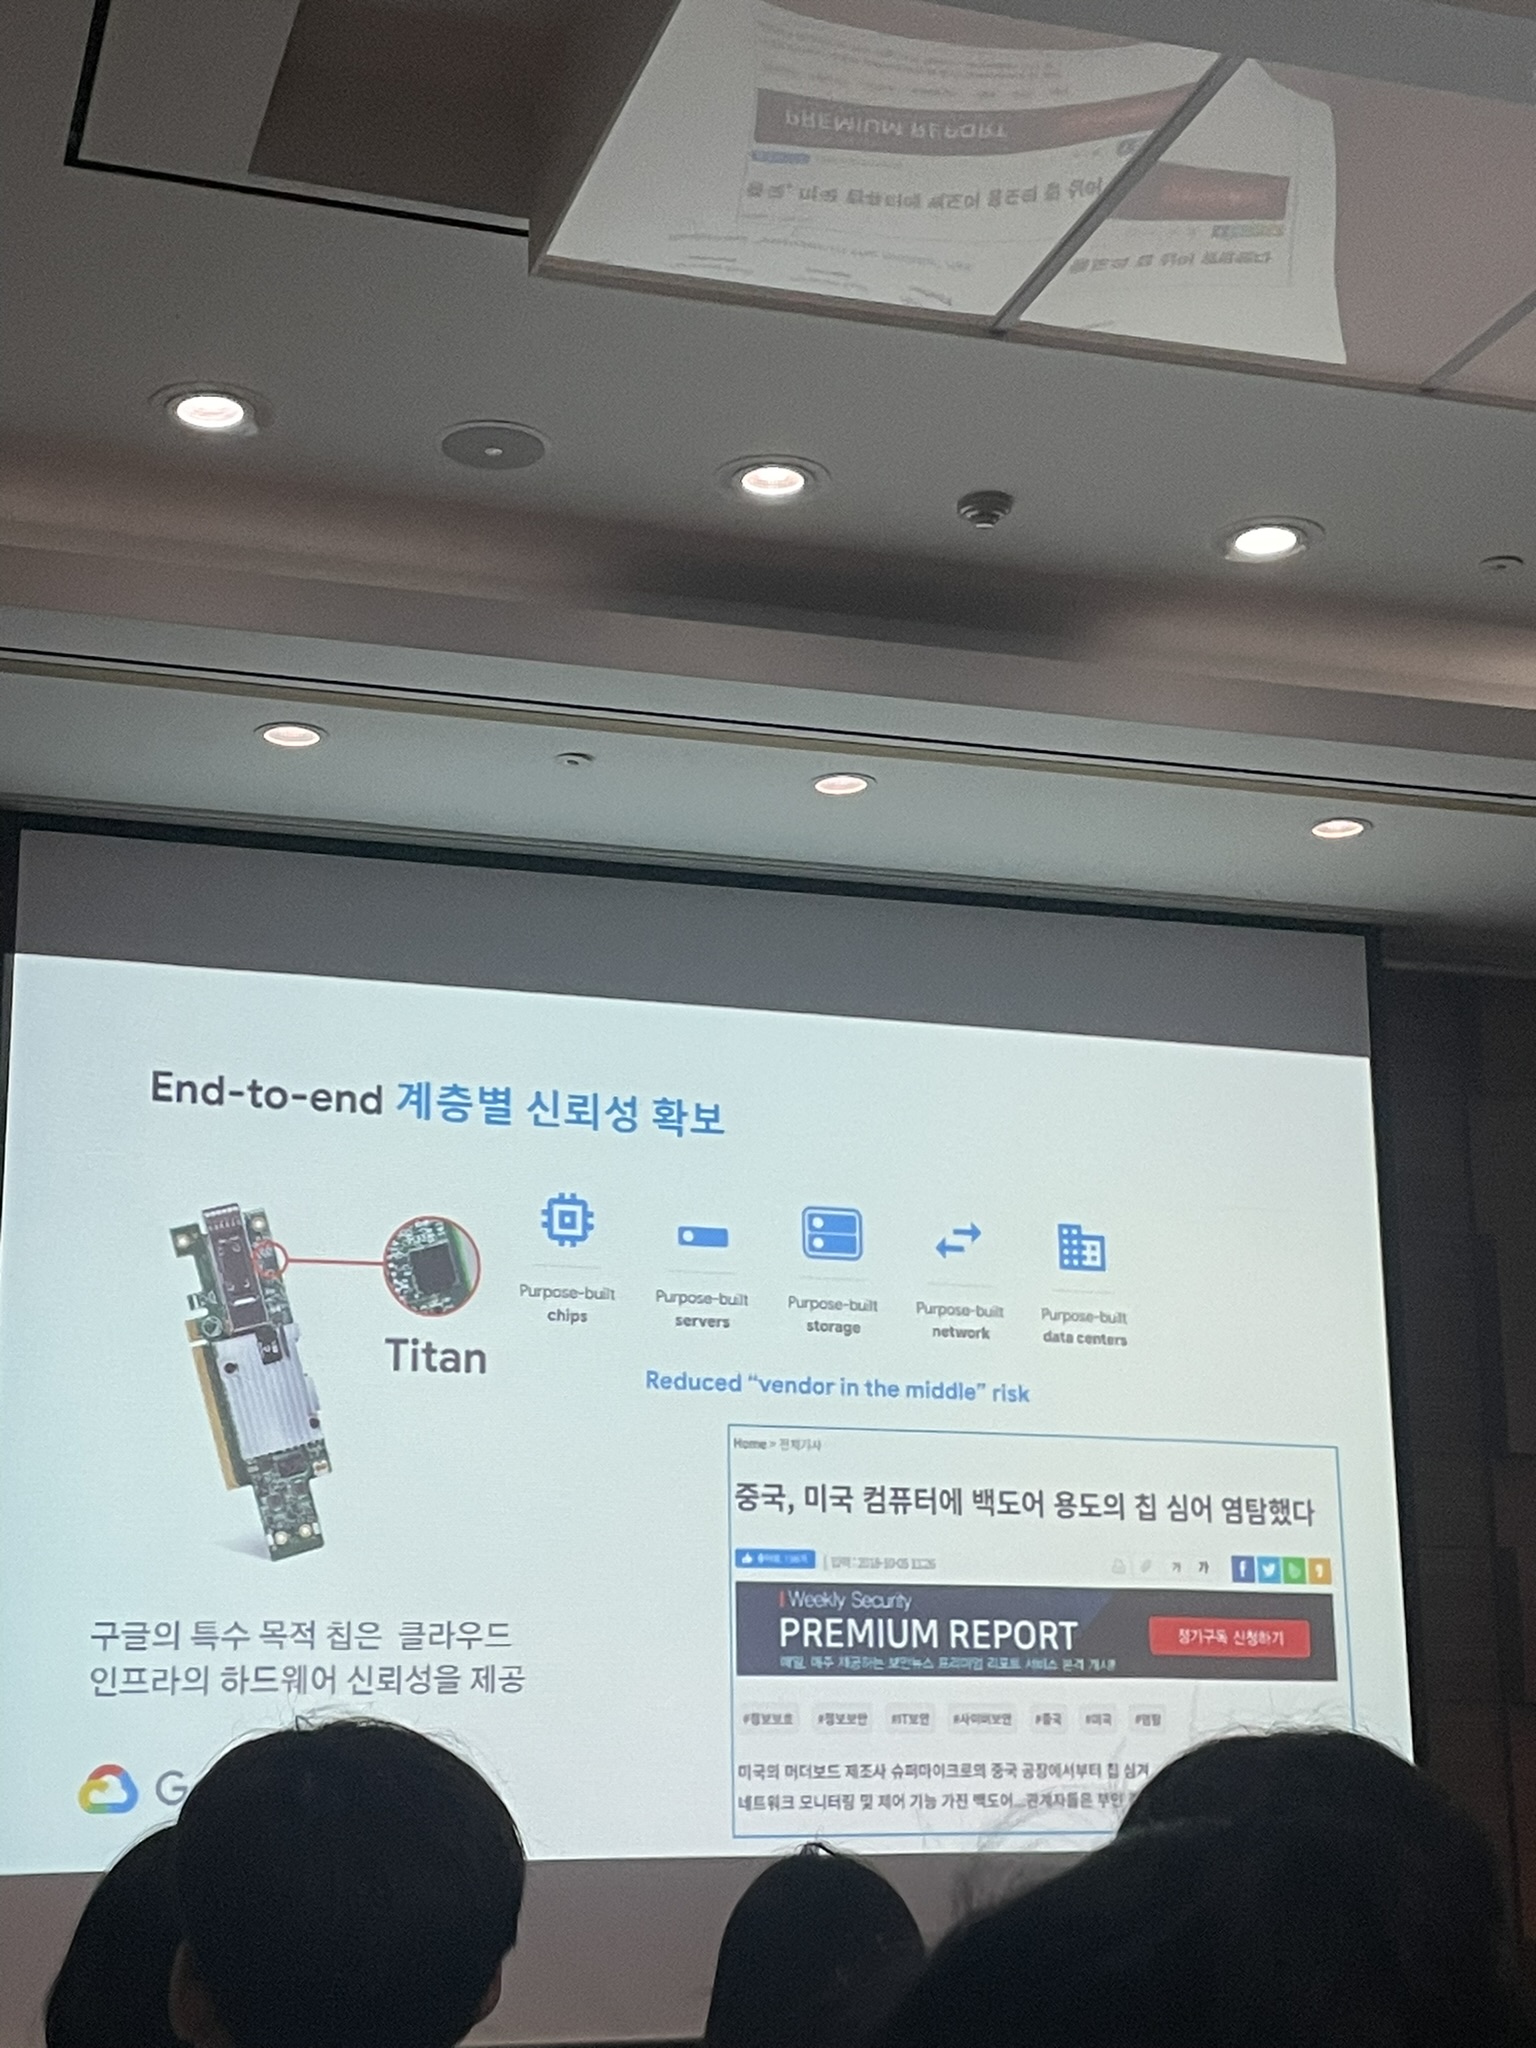 End-to-end 계층별 신뢰성 확보
Titan
Purpose-built
chips
Purpose-built
servers
Purpose-built
storage
Purpose-built
network
Purpose-built
data centers
Reduced “vendor in the middle” risk
구글의 특수 목적 칩은 클라우드
인프라의 하드웨어 신뢰성을 제공
G
Home > 전체기사
중국, 미국 컴퓨터에 백도어 용도의 칩 심어 염탐했다
입력 : 2018-10-05 11:26
가 가
Weekly Security
PREMIUM REPORT
매일, 매주 제공하는 보안뉴스 프리미엄 리포트 서비스 본격 개시!
정기구독 신청하기
#정보보호 #정보보안 #IT보안 #사이버보안 #중국 #미국 #염탐
미국의 머더보드 제조사 슈퍼마이크로의 중국 공장에서부터 칩 심겨
네트워크 모니터링 및 제어 기능 가진 백도어...관계자들은 부인